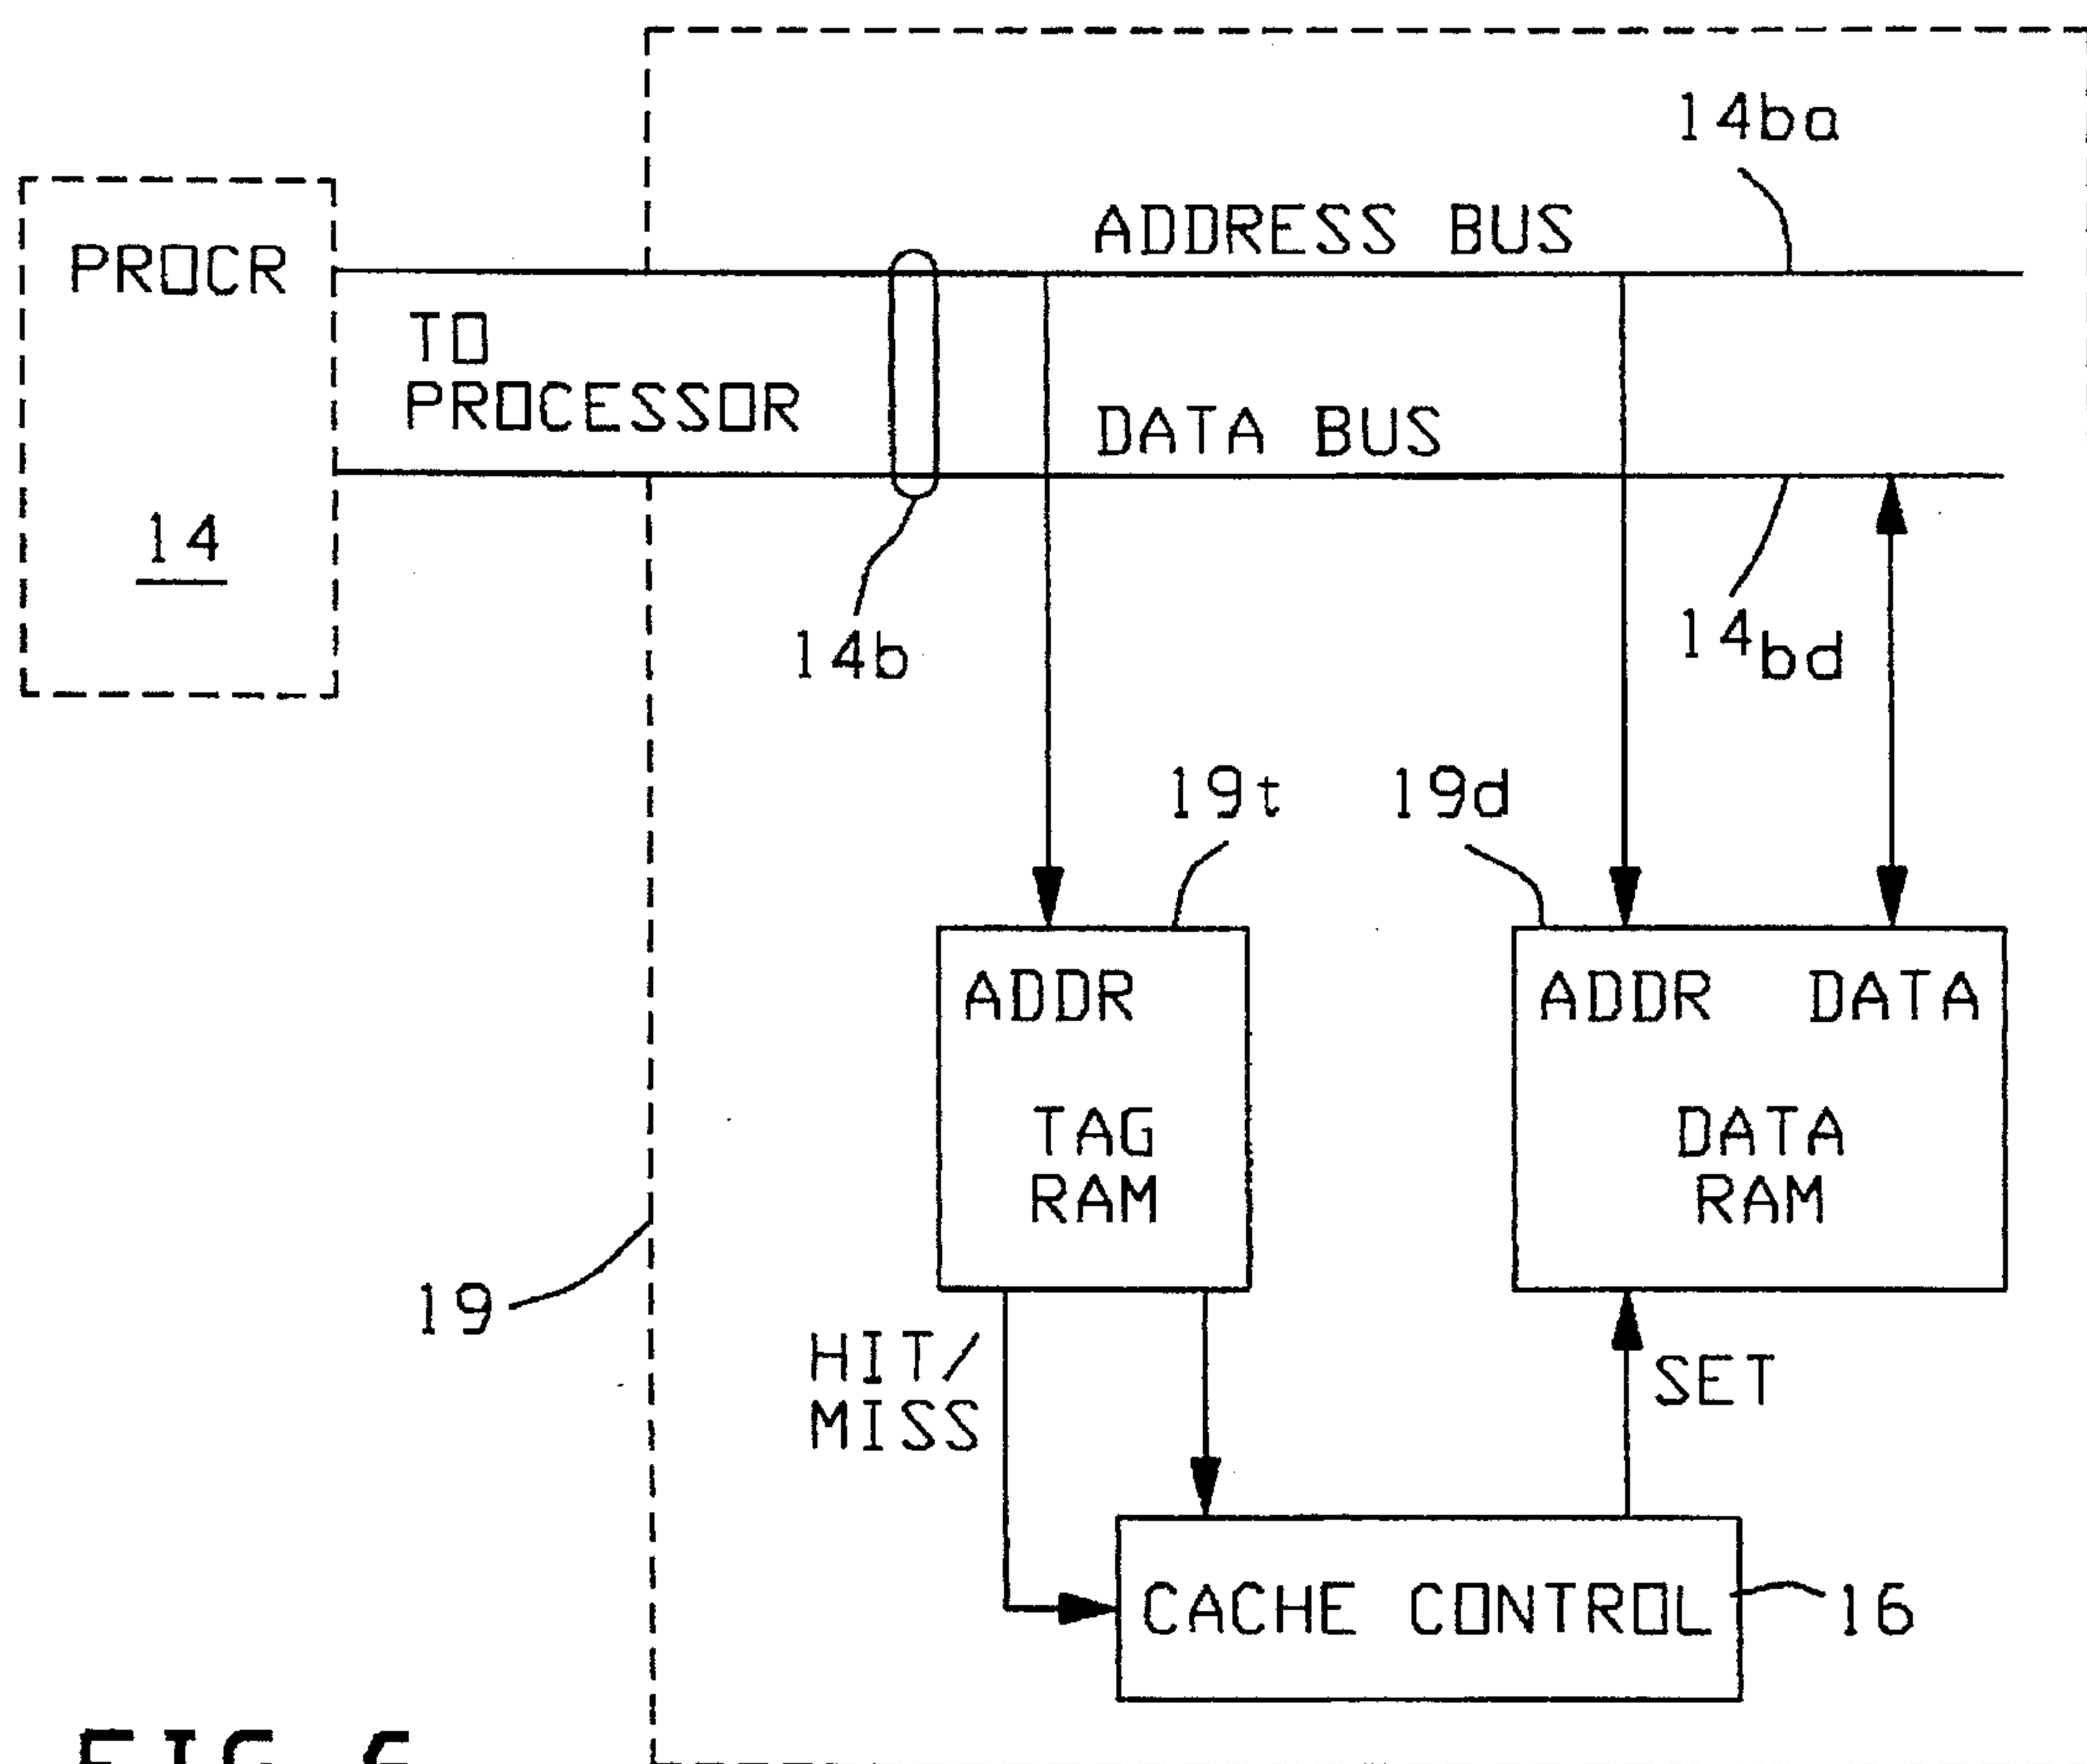 14ba
ADDRESS BUS
PROCR
TO
PROCESSOR
DATA BUS
14
14b
14bd
19t
19d
ADDR
ADDR DATA
TAG
RAM
DATA
RAM
19
HIT/
MISS
SET
CACHE CONTROL
16